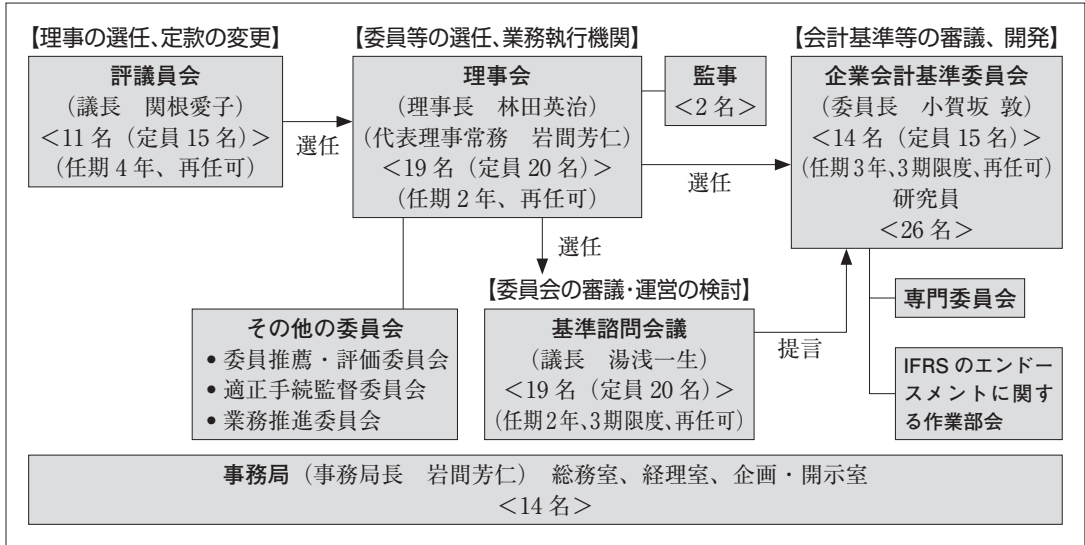 【理事の選任、定款の変更】
評議員会
(議長 関根愛子)
<11名(定員15名)>
(任期4年、再任可)
選任
【委員等の選任、業務執行機関】
理事会
(理事長 林田英治)
(代表理事常務 岩間芳仁)
<19名(定員20名)>
(任期2年、再任可)
監事
<2名>
選任
【会計基準等の審議、開発】
企業会計基準委員会
(委員長 小賀坂 敦)
<14名(定員15名)>
(任期3年、3期限度、再任可)
研究員
<26名>
選任
その他の委員会
•委員推薦・評価委員会
•適正手続監督委員会
•業務推進委員会
【委員会の審議・運営の検討】
基準諮問会議
(議長 湯浅一生)
<19名(定員20名)>
(任期2年、3期限度、再任可)
提言
専門委員会
IFRSのエンドー
スメントに関す
る作業部会
事務局(事務局長 岩間芳仁) 総務室、経理室、企画・開示室
<14名>